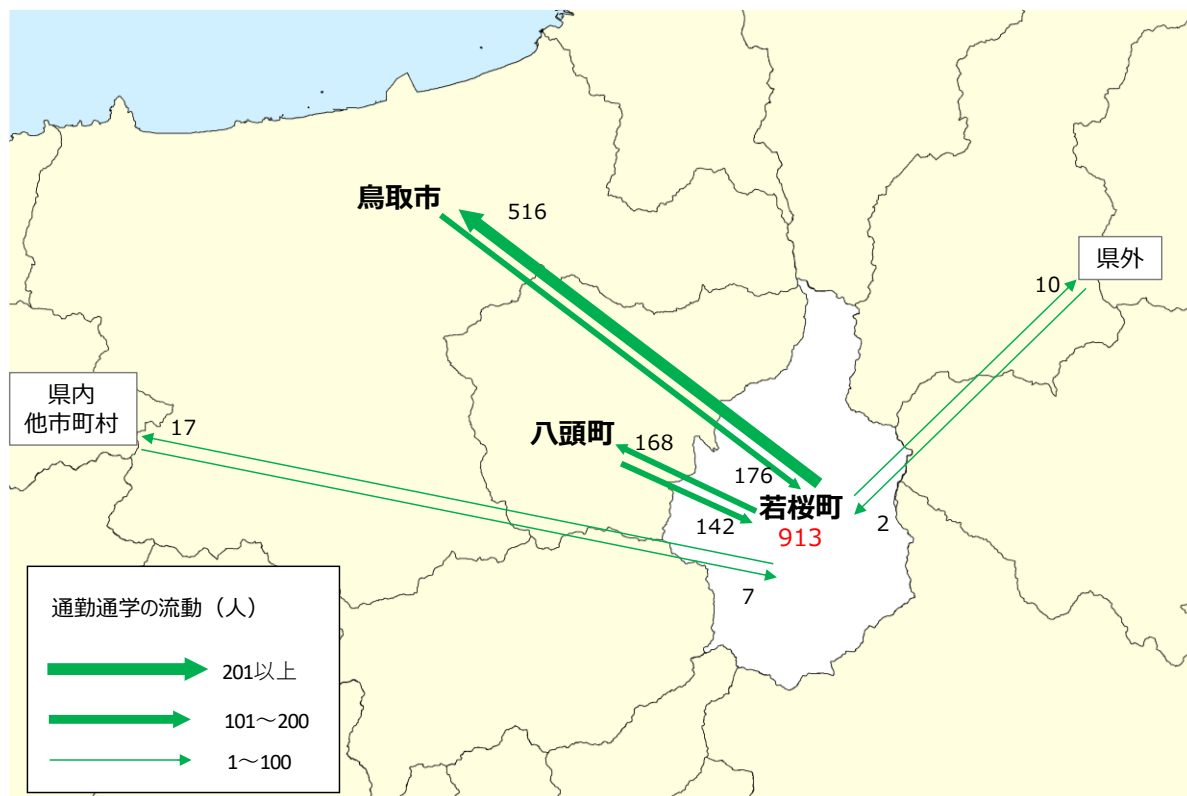 鳥取市
516
県外
10
県内
他市町村
17
八頭町
168
176
若桜町
913
142
2
7
通勤通学の流動（人）
201以上
101～200
1～100